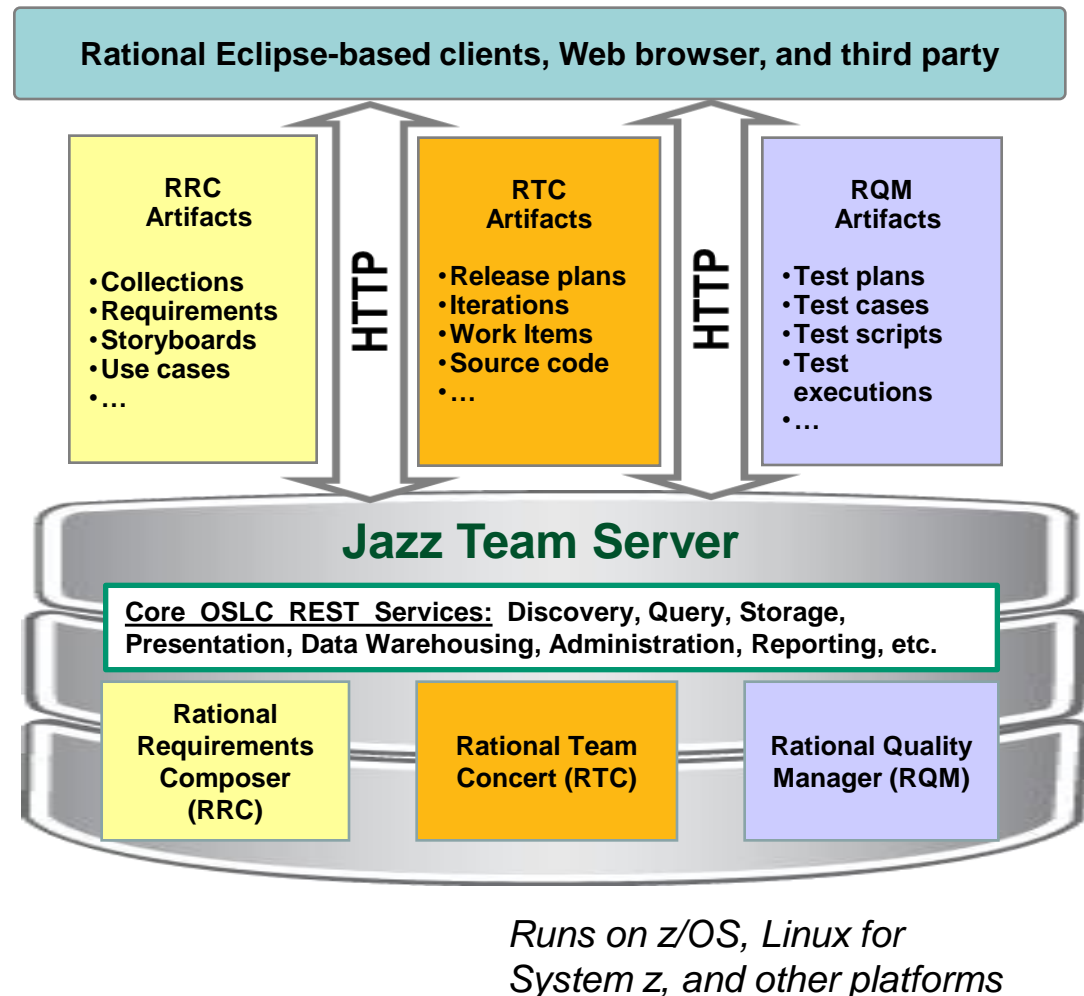 Rational Eclipse-based clients, Web browser, and third party
RRC
Artifacts
•Collections
•Requirements
•Storyboards
•Use cases
•…
HTTP
RTC
Artifacts
•Release plans
•Iterations
•Work Items
•Source code
•…
HTTP
RQM
Artifacts
•Test plans
•Test cases
•Test scripts
•Test
executions
•…
Jazz Team Server
Core OSLC REST Services: Discovery, Query, Storage,
Presentation, Data Warehousing, Administration, Reporting, etc.
Rational
Requirements
Composer
(RRC)
Rational Team
Concert (RTC)
Rational Quality
Manager (RQM)
Runs on z/OS, Linux for
System z, and other platforms